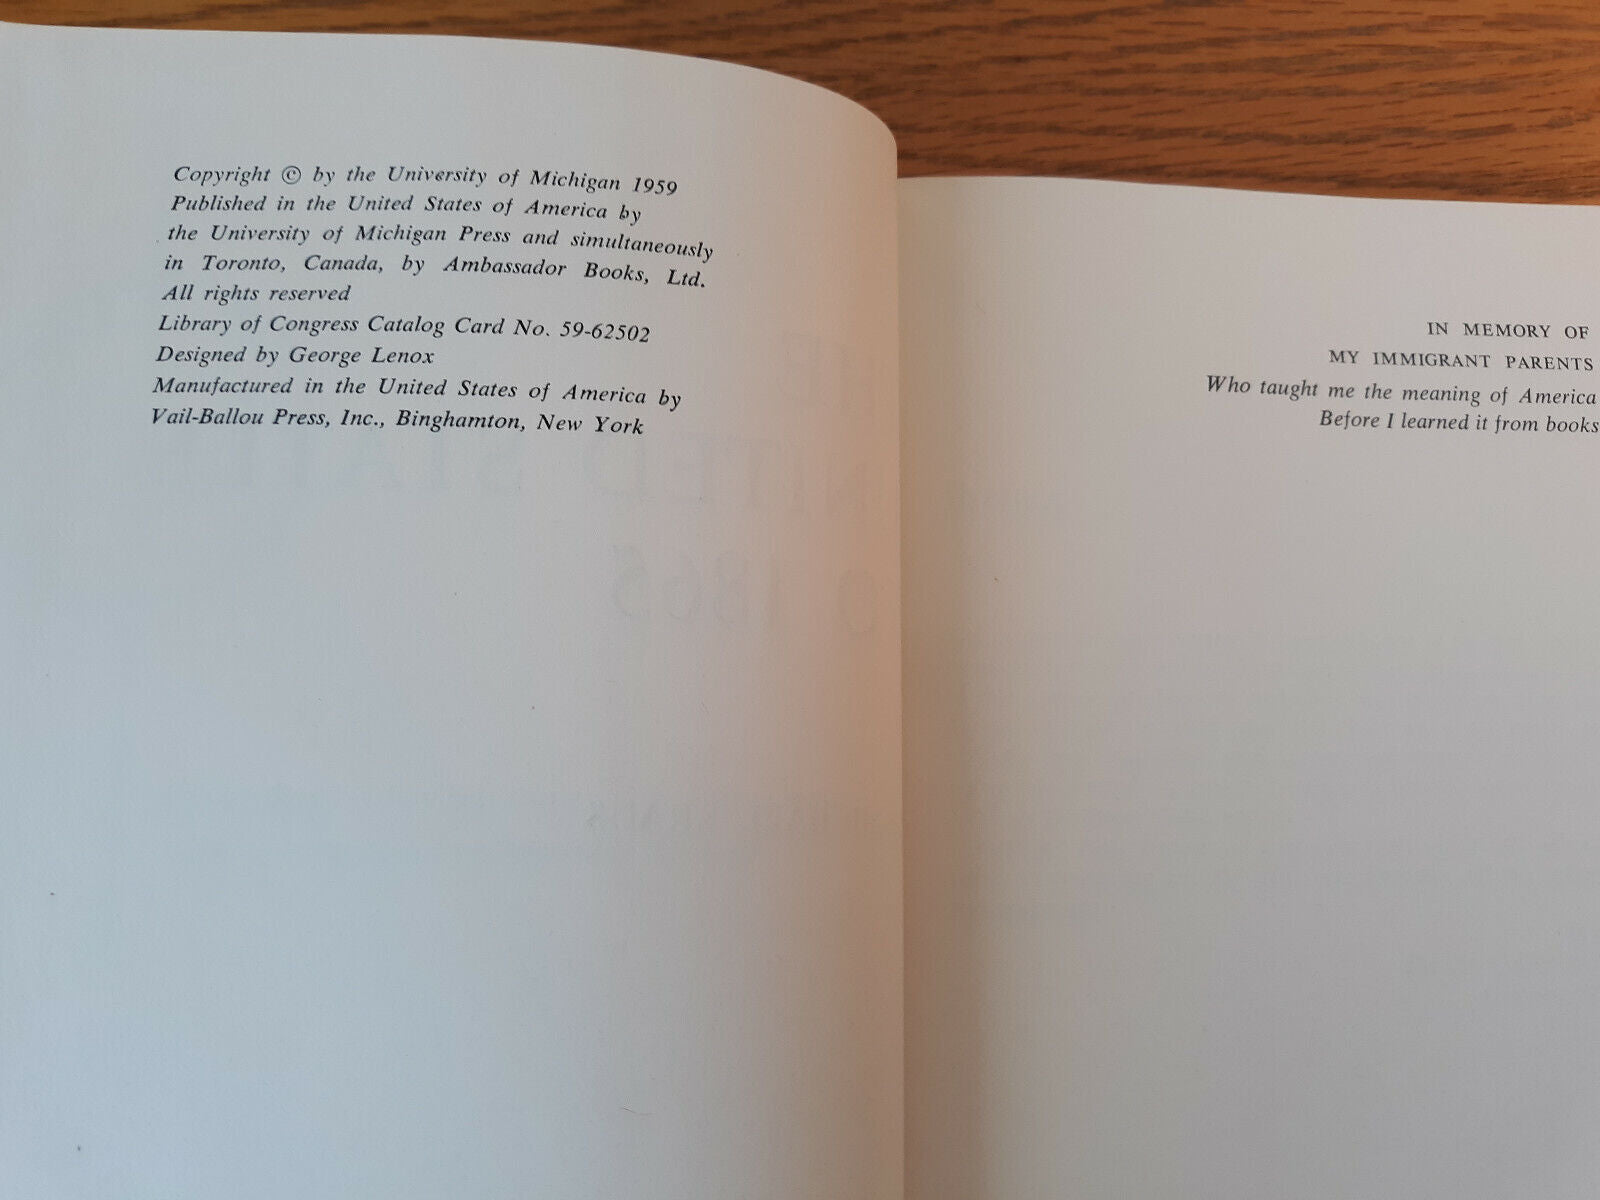 Copyright © by the University of Michigan 1959
Published in the United States of America by
the University of Michigan Press and simultaneously
in Toronto, Canada, by Ambassador Books, Ltd.
All rights reserved
Library of Congress Catalog Card No. 59-62502
Designed by George Lenox
Manufactured in the United States of America by
Vail-Ballou Press, Inc., Binghamton, New York
IN MEMORY OF
MY IMMIGRANT PARENTS
Who taught me the meaning of America
Before I learned it from books